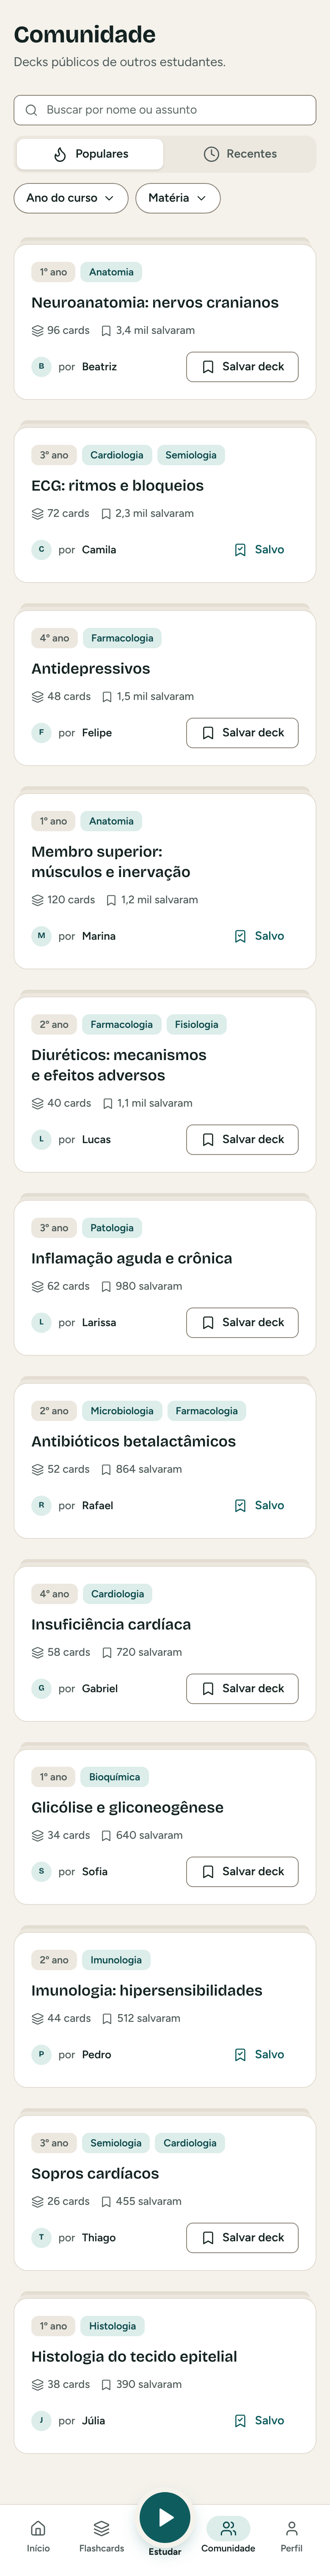 Comunidade
Decks públicos de outros estudantes.
Buscar por nome ou assunto
Populares
Recentes
Ano do curso
Matéria
1º ano
Anatomia
Neuroanatomia: nervos cranianos
96 cards
3,4 mil salvaram
B
por Beatriz
Salvar deck
3º ano
Cardiologia
Semiologia
ECG: ritmos e bloqueios
72 cards
2,3 mil salvaram
C
por Camila
Salvo
4º ano
Farmacologia
Antidepressivos
48 cards
1,5 mil salvaram
F
por Felipe
Salvar deck
1º ano
Anatomia
Membro superior:
músculos e inervação
120 cards
1,2 mil salvaram
M
por Marina
Salvo
2º ano
Farmacologia
Fisiologia
Diuréticos: mecanismos
e efeitos adversos
40 cards
1,1 mil salvaram
L
por Lucas
Salvar deck
3º ano
Patologia
Inflamação aguda e crônica
62 cards
980 salvaram
L
por Larissa
Salvar deck
2º ano
Microbiologia
Farmacologia
Antibióticos betalactâmicos
52 cards
864 salvaram
R
por Rafael
Salvo
4º ano
Cardiologia
Insuficiência cardíaca
58 cards
720 salvaram
G
por Gabriel
Salvar deck
1º ano
Bioquímica
Glicólise e gliconeogênese
34 cards
640 salvaram
S
por Sofia
Salvar deck
2º ano
Imunologia
Imunologia: hipersensibilidades
44 cards
512 salvaram
P
por Pedro
Salvo
3º ano
Semiologia
Cardiologia
Sopros cardíacos
26 cards
455 salvaram
T
por Thiago
Salvar deck
1º ano
Histologia
Histologia do tecido epitelial
38 cards
390 salvaram
J
por Júlia
Salvo
Início
Flashcards
Estudar
Comunidade
Perfil